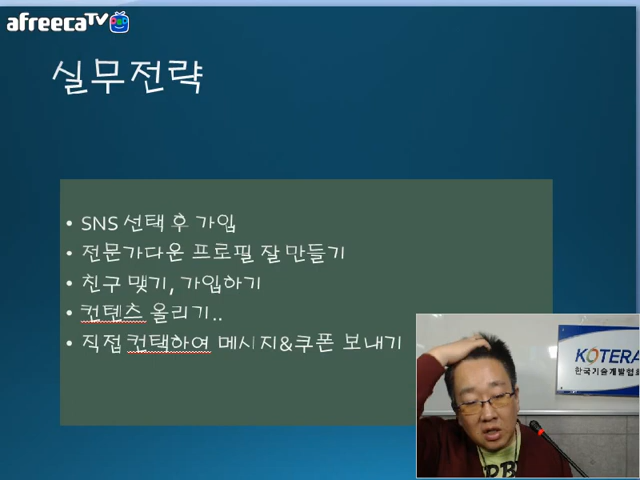 afreecaTV
실무전략
• SNS 선택 후 가입
• 전문가다운 프로필 잘 만들기
• 친구 맺기, 가입하기
• 컨텐츠 올리기..
• 직접 컨택하여 메시지&쿠폰 보내기
KOTERA
한국기술개발협회